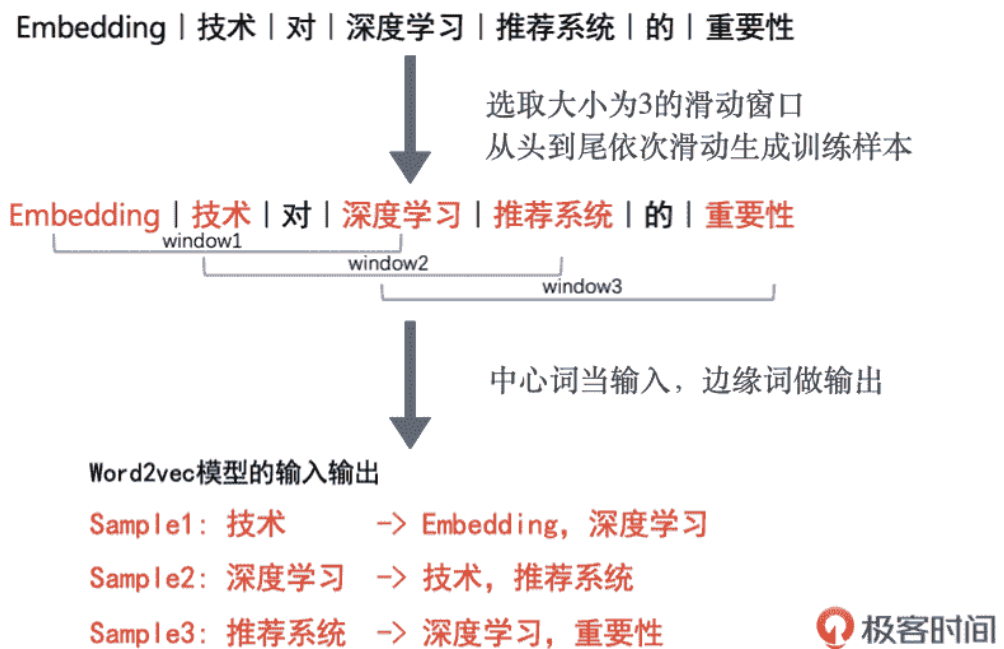 Embedding | 技术 | 对 | 深度学习 | 推荐系统 | 的 | 重要性
选取大小为3的滑动窗口
从头到尾依次滑动生成训练样本
Embedding | 技术 | 对 | 深度学习 | 推荐系统 | 的 | 重要性
window1
window2
window3
中心词当输入，边缘词做输出
Word2vec模型的输入输出
Sample1: 技术 -> Embedding, 深度学习
Sample2: 深度学习 -> 技术, 推荐系统
Sample3: 推荐系统 -> 深度学习, 重要性
极客时间